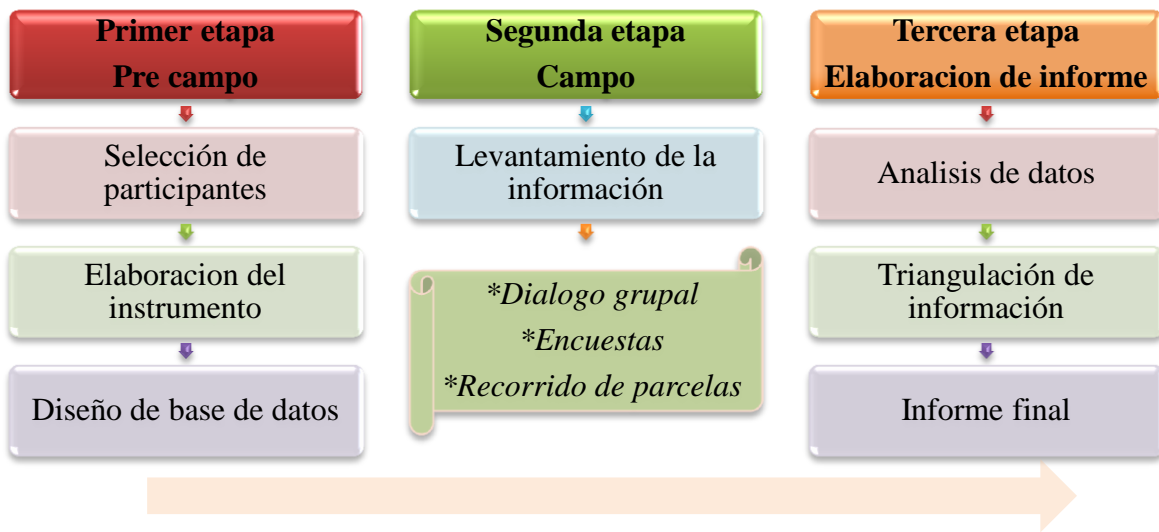 Primer etapa
Pre campo
Selección de
participantes
Elaboracion del
instrumento
Diseño de base de datos
Segunda etapa
Campo
Levantamiento de la
información
*Dialogo grupal
*Encuestas
*Recorrido de parcelas
Tercera etapa
Elaboracion de informe
Analisis de datos
Triangulación de
información
Informe final